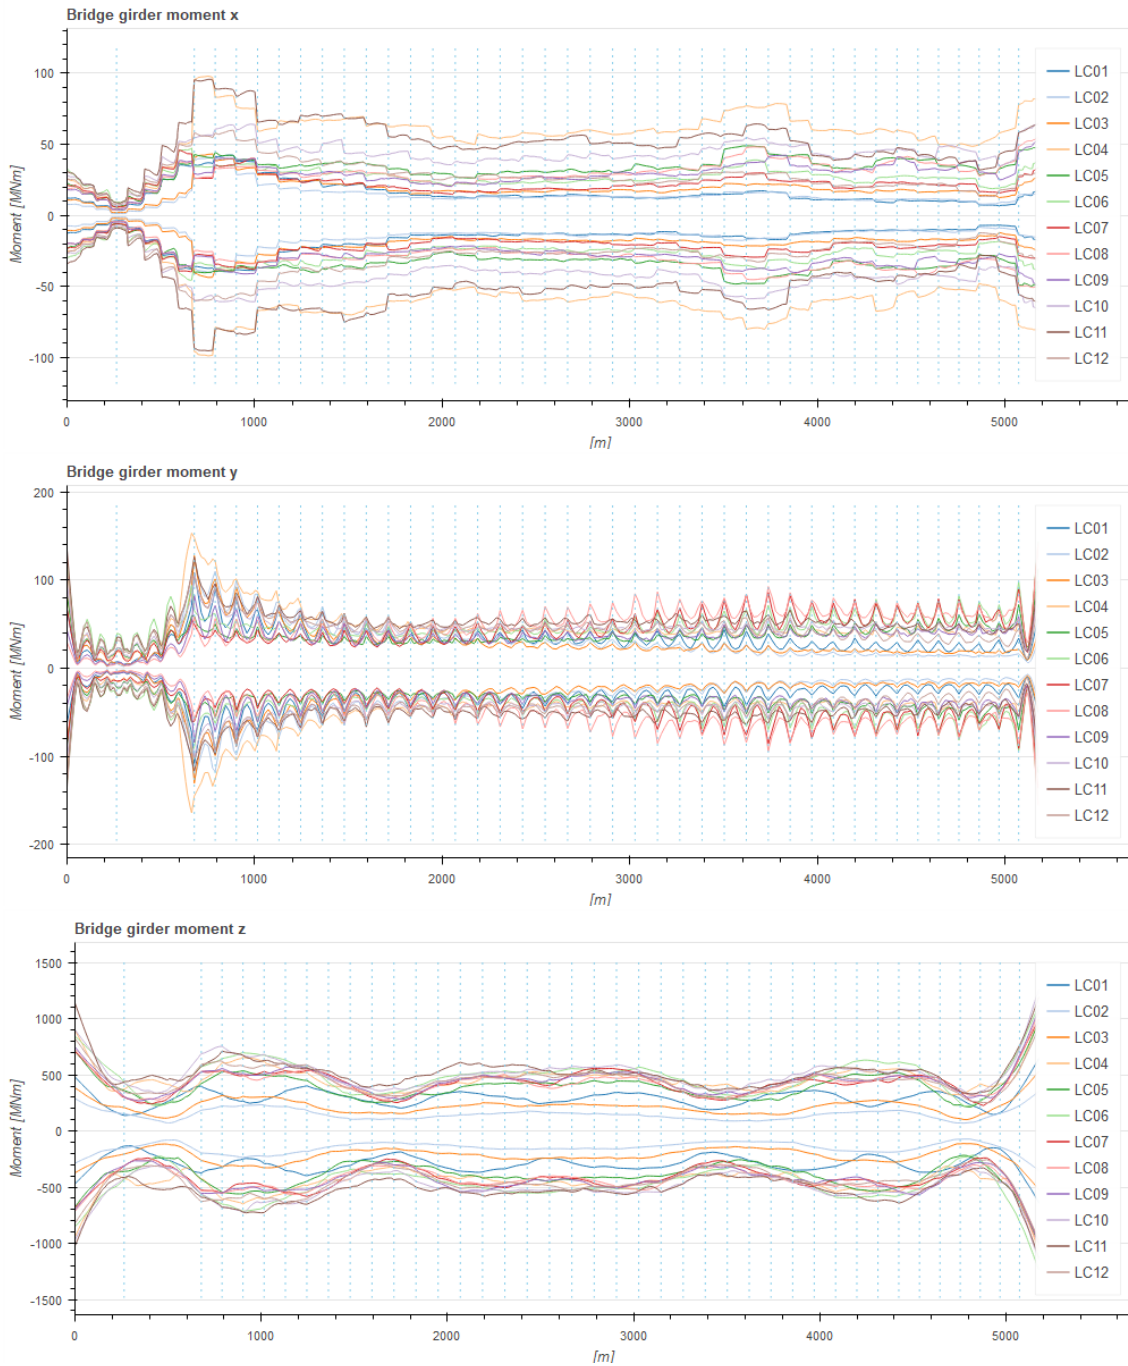 Bridge girder moment x
Moment [MNm]
100
50
0
-50
-100
0 1000 2000 3000 4000 5000
[m]
LC01
LC02
LC03
LC04
LC05
LC06
LC07
LC08
LC09
LC10
LC11
LC12
Bridge girder moment y
Moment [MNm]
200
100
0
-100
-200
0 1000 2000 3000 4000 5000
[m]
LC01
LC02
LC03
LC04
LC05
LC06
LC07
LC08
LC09
LC10
LC11
LC12
Bridge girder moment z
Moment [MNm]
1500
1000
500
0
-500
-1000
-1500
0 1000 2000 3000 4000 5000
[m]
LC01
LC02
LC03
LC04
LC05
LC06
LC07
LC08
LC09
LC10
LC11
LC12